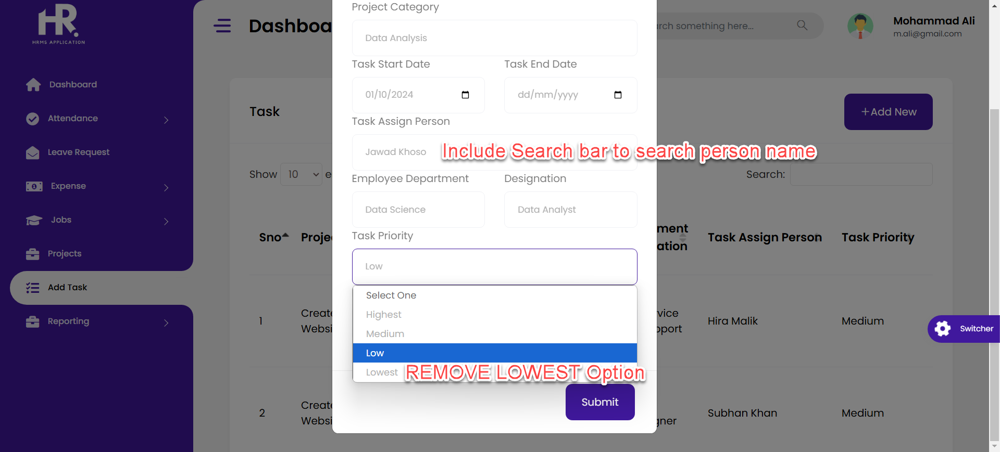 HR.
HRMS APPLICATION
Dashboard
Attendance
Leave Request
Expense
Jobs
Projects
Add Task
Reporting
Dashboa
rch something here...
Mohammad Ali
m.ali@gmail.com
Task
+Add New
Show 10 e
Search:
Sno
Projec
ment
ation
Task Assign Person
Task Priority
1
Create
Websi
vice
pport
Hira Malik
Medium
2
Create
Websi
gner
Subhan Khan
Medium
Project Category
Data Analysis
Task Start Date
Task End Date
01/10/2024
dd/mm/yyyy
Task Assign Person
Jawad Khoso
Include Search bar to search person name
Employee Department
Designation
Data Science
Data Analyst
Task Priority
Low
Select One
Highest
Medium
Low
Lowest
REMOVE LOWEST Option
Submit
Switcher